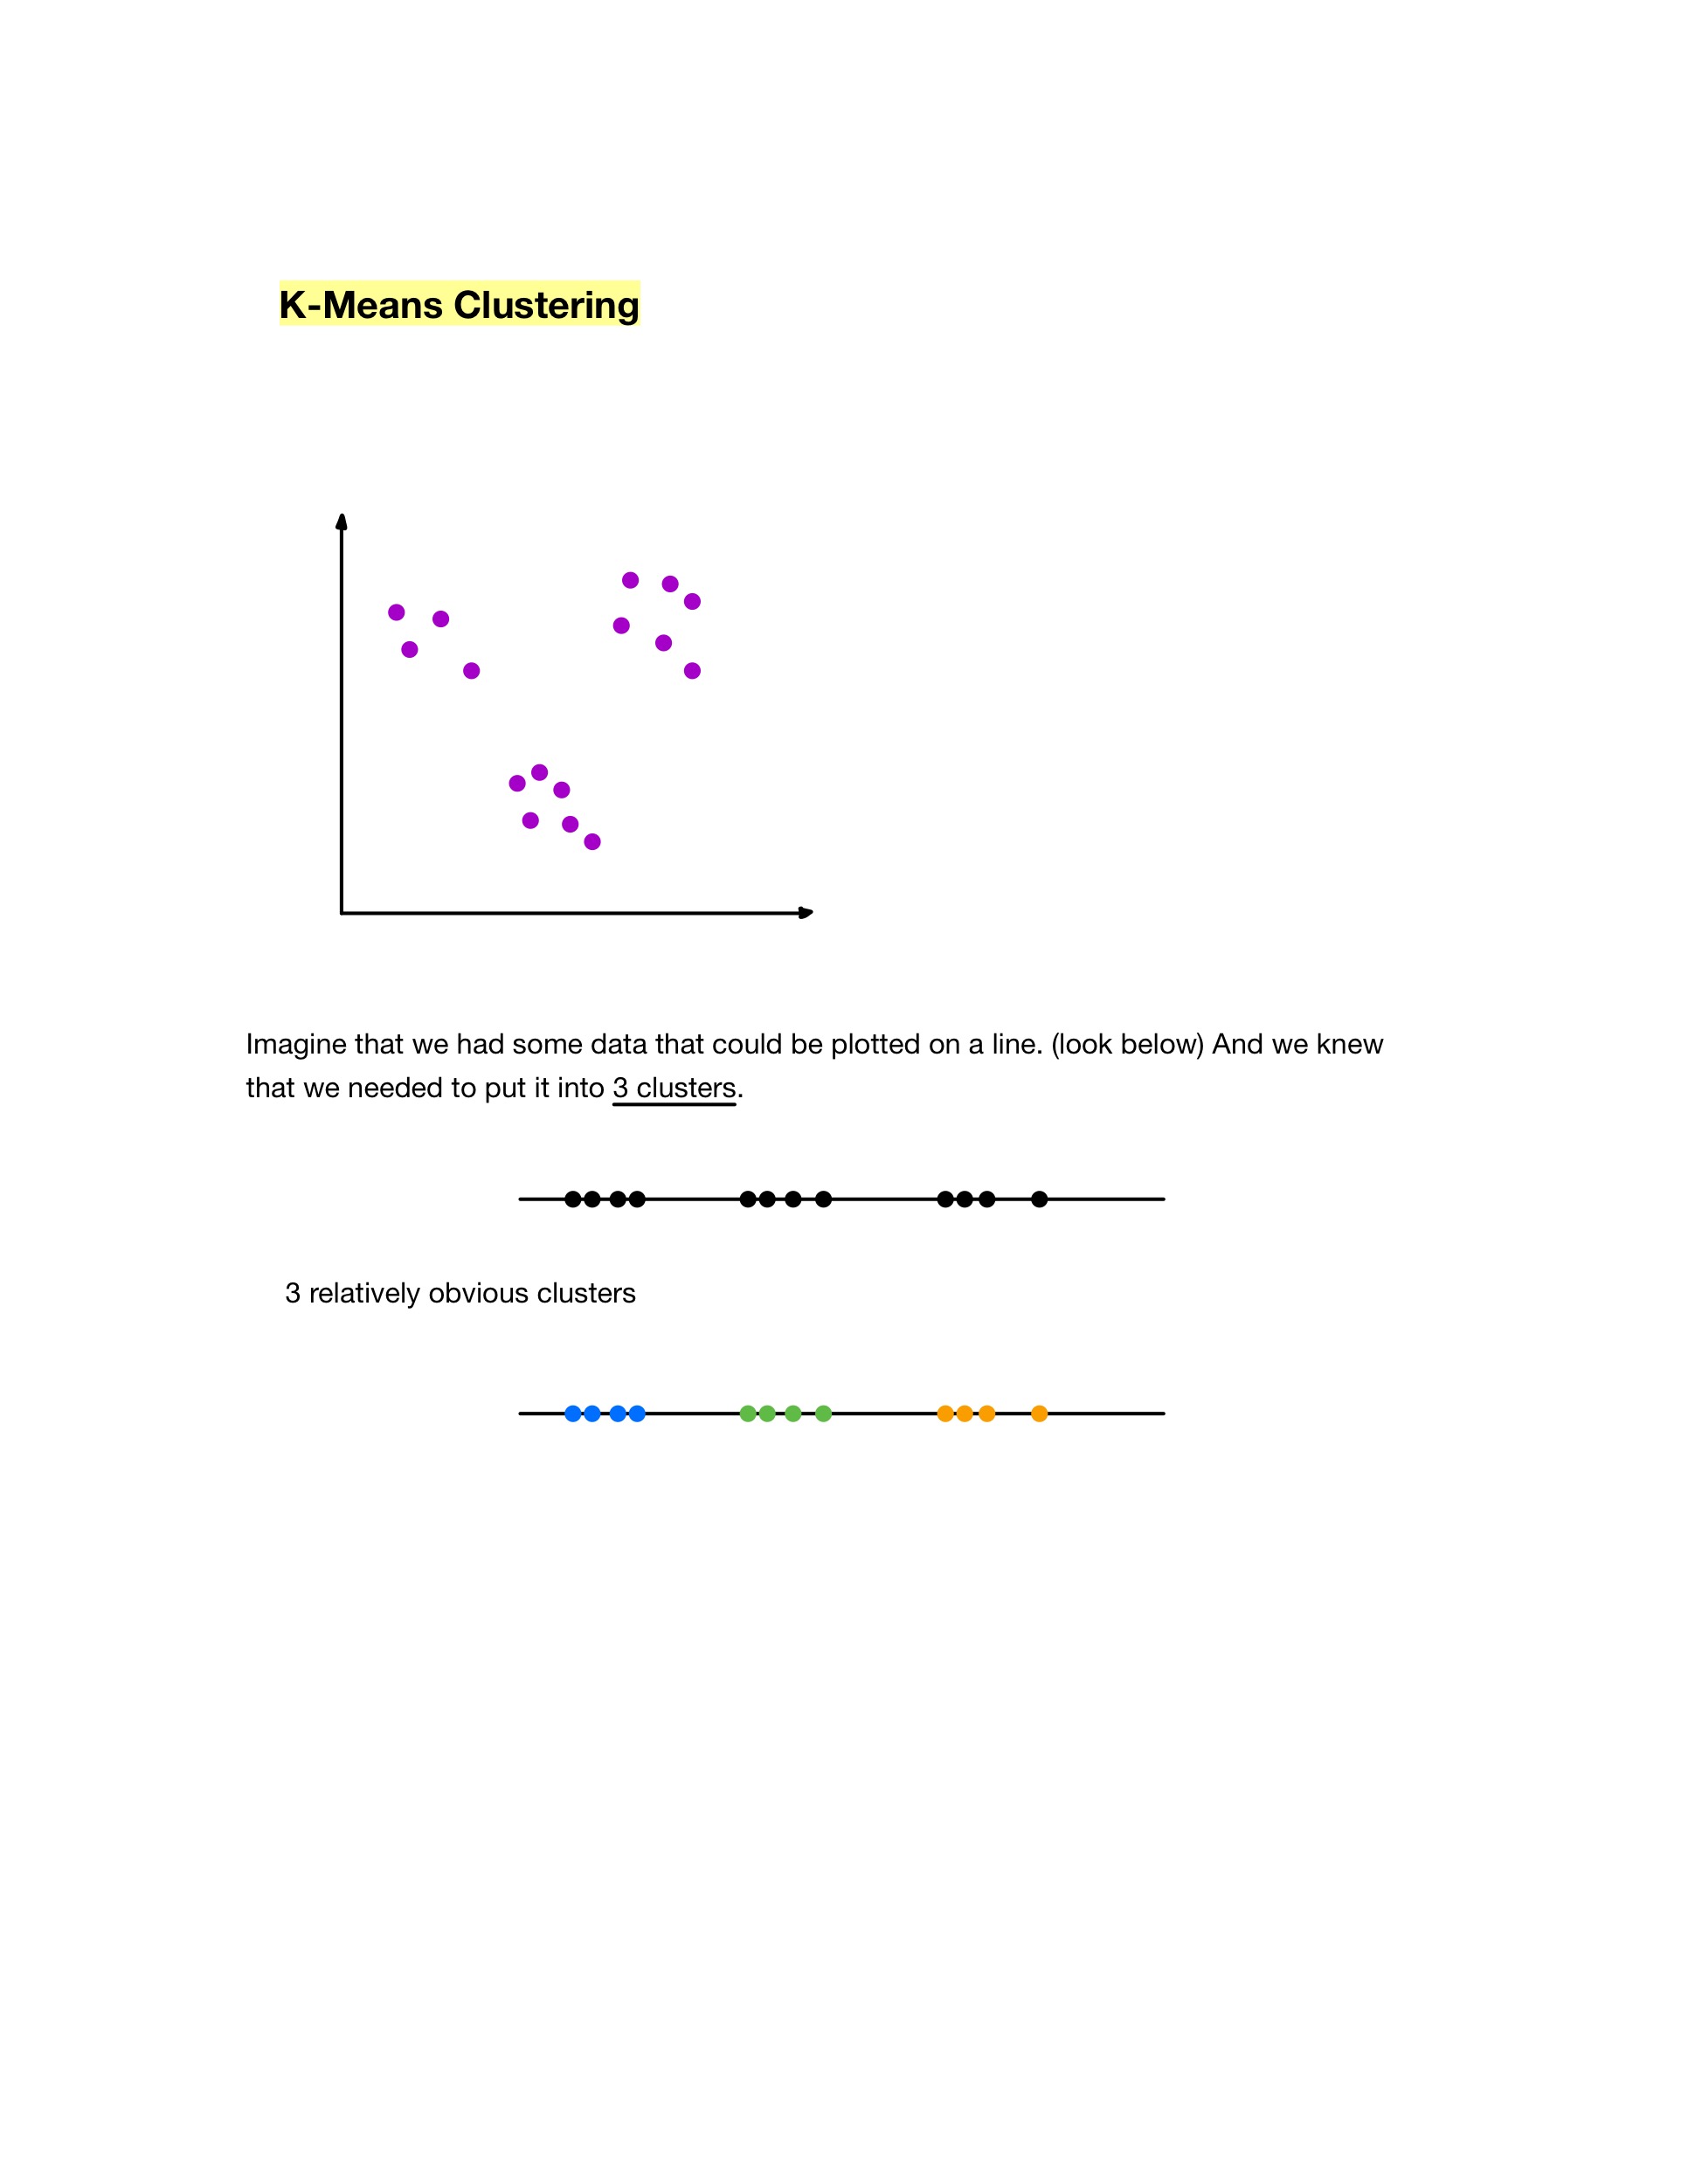 K-Means Clustering
Imagine that we had some data that could be plotted on a line. (look below) And we knew
that we needed to put it into 3 clusters.
3 relatively obvious clusters